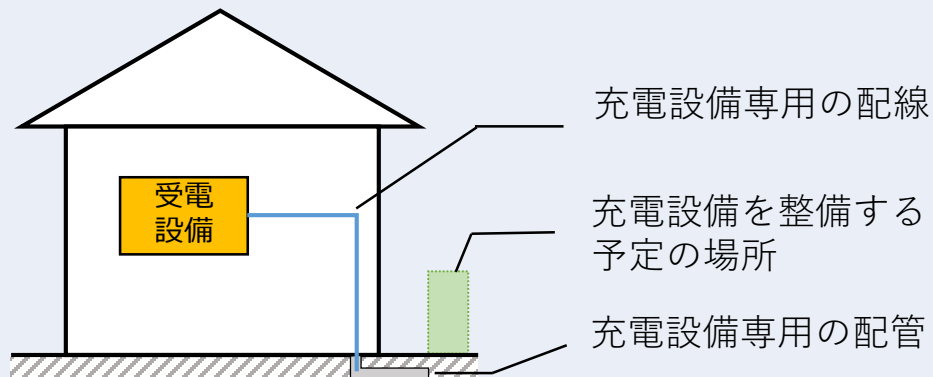 充電設備専用の配線
受電
設備
充電設備を整備する
予定の場所
充電設備専用の配管